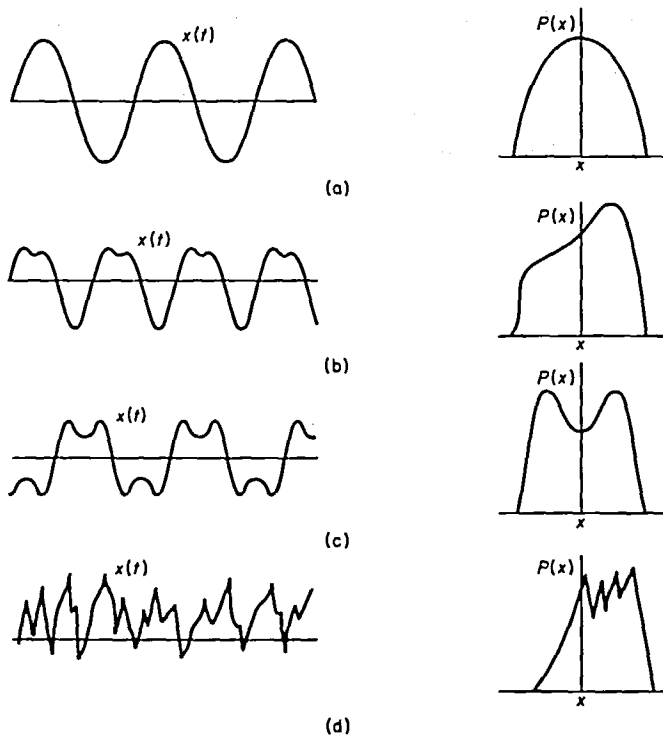 x(t) P(x)
x
(a)
x(t) P(x)
x
(b)
x(t) P(x)
x
(c)
x(t) P(x)
x
(d)